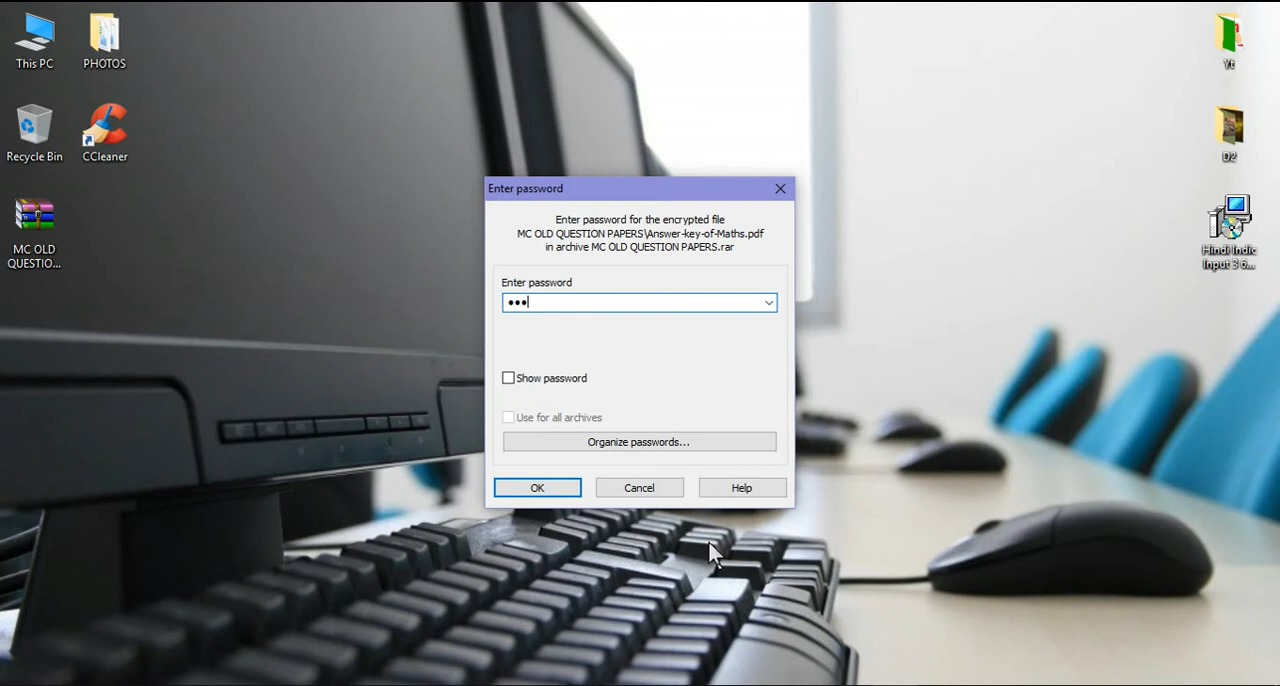 This PC
PHOTOS
Recycle Bin
CCleaner
MC OLD
QUESTIO...
Enter password
Enter password for the encrypted file
MC OLD QUESTION PAPERS\Answer-key-of-Maths.pdf
in archive MC OLD QUESTION PAPERS.rar
Enter password
•••
Show password
Use for all archives
Organize passwords...
OK
Cancel
Help
Yt
D2
Hindi Indic
Input 3 6...